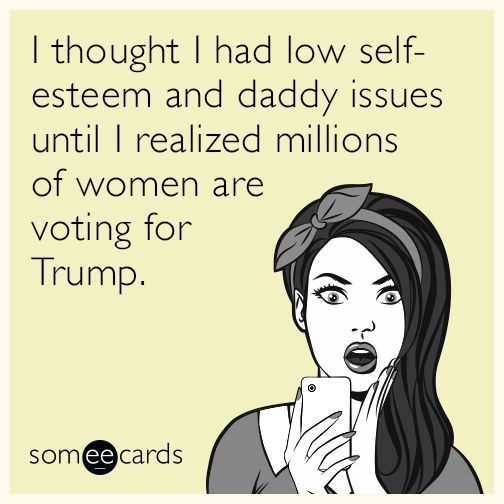 I thought I had low self-
esteem and daddy issues
until I realized millions
of women are
voting for
Trump.
someecards